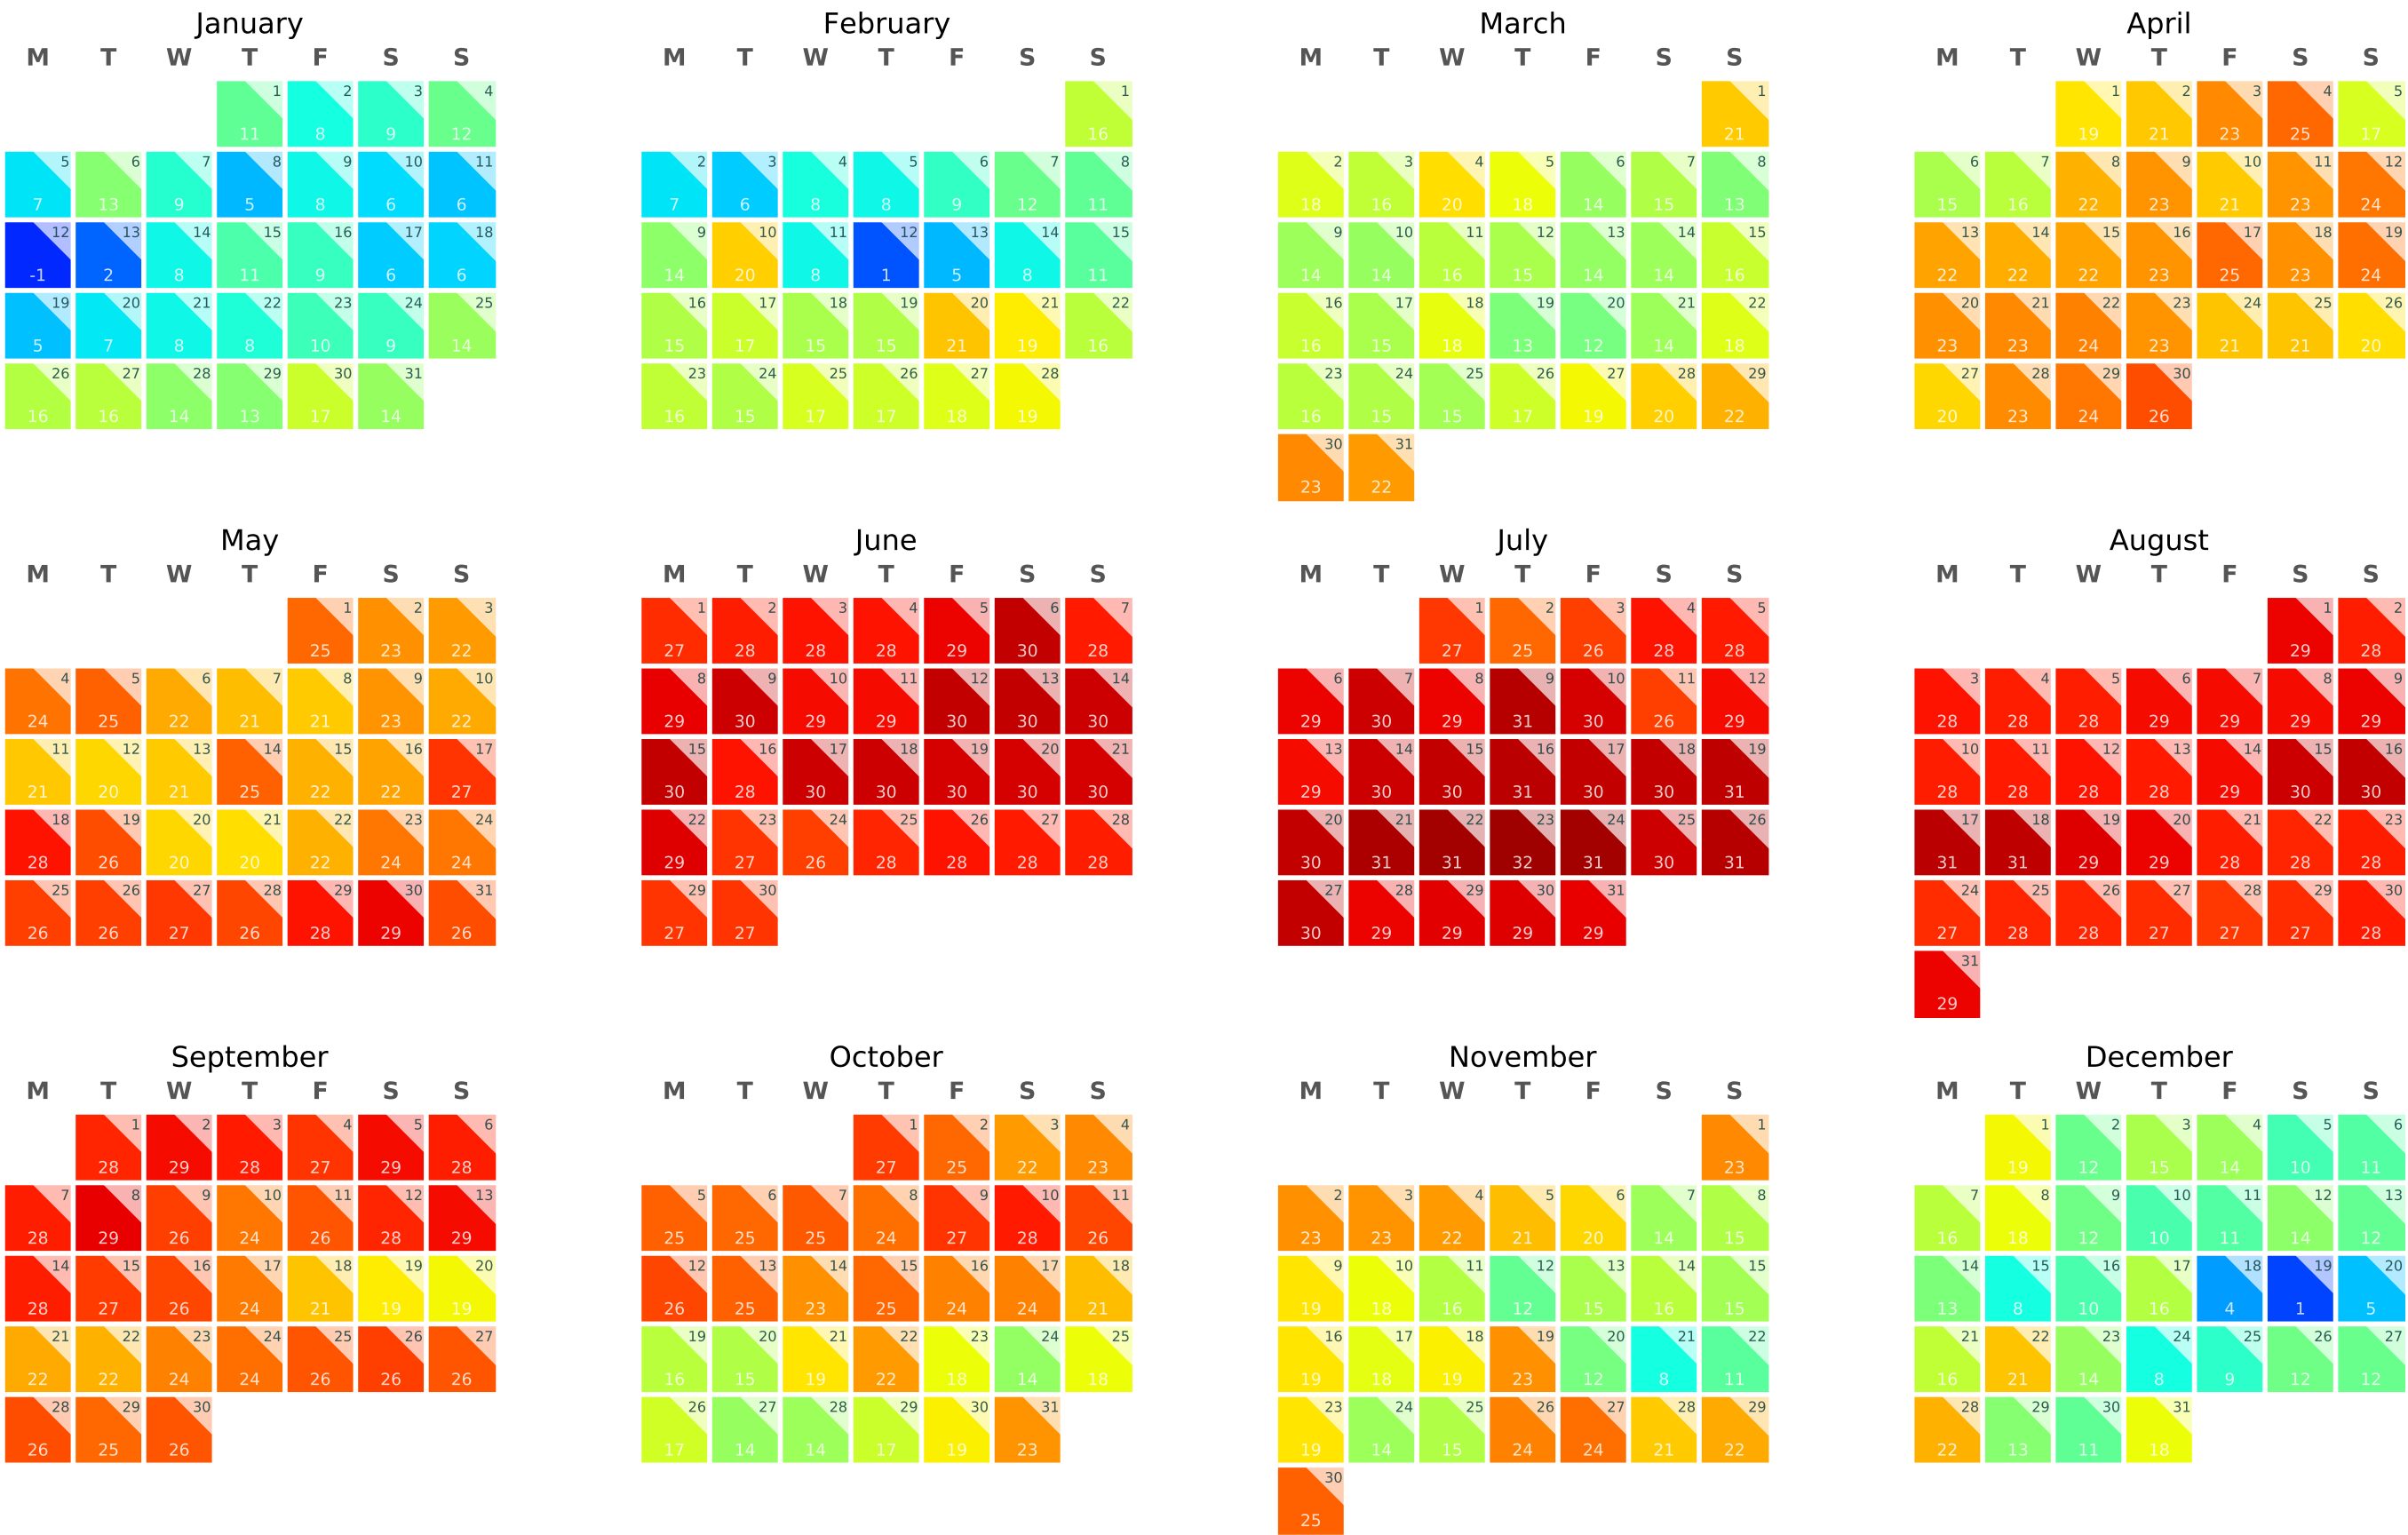 January February March April
M T W T F S S M T W T F S S M T W T F S S M T W T F S S
1 2 3 4 1 1 1 2 3 4 5
11 8 9 12 16 21 19 21 23 25 17
5 6 7 8 9 10 11 2 3 4 5 6 7 8 2 3 4 5 6 7 8 6 7 8 9 10 11 12
7 13 9 5 8 6 6 7 6 8 8 9 12 11 18 16 20 18 14 15 13 15 16 22 23 21 23 24
12 13 14 15 16 17 18 9 10 11 12 13 14 15 9 10 11 12 13 14 15 13 14 15 16 17 18 19
-1 2 8 11 9 6 6 14 20 8 1 5 8 11 14 14 16 15 14 14 16 22 22 22 23 25 23 24
19 20 21 22 23 24 25 16 17 18 19 20 21 22 16 17 18 19 20 21 22 20 21 22 23 24 25 26
5 7 8 8 10 9 14 15 17 15 15 21 19 16 16 15 18 13 12 14 18 23 23 24 23 21 21 20
26 27 28 29 30 31 23 24 25 26 27 28 23 24 25 26 27 28 29 27 28 29 30
16 16 14 13 17 14 16 15 17 17 18 19 16 15 15 17 19 20 22 20 23 24 26
30 31
23 22
May June July August
M T W T F S S M T W T F S S M T W T F S S M T W T F S S
1 2 3 1 2 3 4 5 6 7 1 2 3 4 5 1 2
25 23 22 27 28 28 28 29 30 28 27 25 26 28 28 29 28
4 5 6 7 8 9 10 8 9 10 11 12 13 14 6 7 8 9 10 11 12 3 4 5 6 7 8 9
24 25 22 21 21 23 22 29 30 29 29 30 30 30 29 30 29 31 30 26 29 28 28 28 29 29 29 29
11 12 13 14 15 16 17 15 16 17 18 19 20 21 13 14 15 16 17 18 19 10 11 12 13 14 15 16
21 20 21 25 22 22 27 30 28 30 30 30 30 30 29 30 30 31 30 30 31 28 28 28 28 29 30 30
18 19 20 21 22 23 24 22 23 24 25 26 27 28 20 21 22 23 24 25 26 17 18 19 20 21 22 23
28 26 20 20 22 24 24 29 27 26 28 28 28 28 30 31 31 32 31 30 31 31 31 29 29 28 28 28
25 26 27 28 29 30 31 29 30 27 28 29 30 31 24 25 26 27 28 29 30
26 26 27 26 28 29 26 27 27 30 29 29 29 29 27 28 28 27 27 27 28
31
29
September October November December
M T W T F S S M T W T F S S M T W T F S S M T W T F S S
1 2 3 4 5 6 1 2 3 4 1 1 2 3 4 5 6
28 29 28 27 29 28 27 25 22 23 23 19 12 15 14 10 11
7 8 9 10 11 12 13 5 6 7 8 9 10 11 2 3 4 5 6 7 8 7 8 9 10 11 12 13
28 29 26 24 26 28 29 25 25 25 24 27 28 26 23 23 22 21 20 14 15 16 18 12 10 11 14 12
14 15 16 17 18 19 20 12 13 14 15 16 17 18 9 10 11 12 13 14 15 14 15 16 17 18 19 20
28 27 26 24 21 19 19 26 25 23 25 24 24 21 19 18 16 12 15 16 15 13 8 10 16 4 1 5
21 22 23 24 25 26 27 19 20 21 22 23 24 25 16 17 18 19 20 21 22 21 22 23 24 25 26 27
22 22 24 24 26 26 26 16 15 19 22 18 14 18 19 18 19 23 12 8 11 16 21 14 8 9 12 12
28 29 30 26 27 28 29 30 31 23 24 25 26 27 28 29 28 29 30 31
26 25 26 17 14 14 17 19 23 19 14 15 24 24 21 22 22 13 11 18
30
25